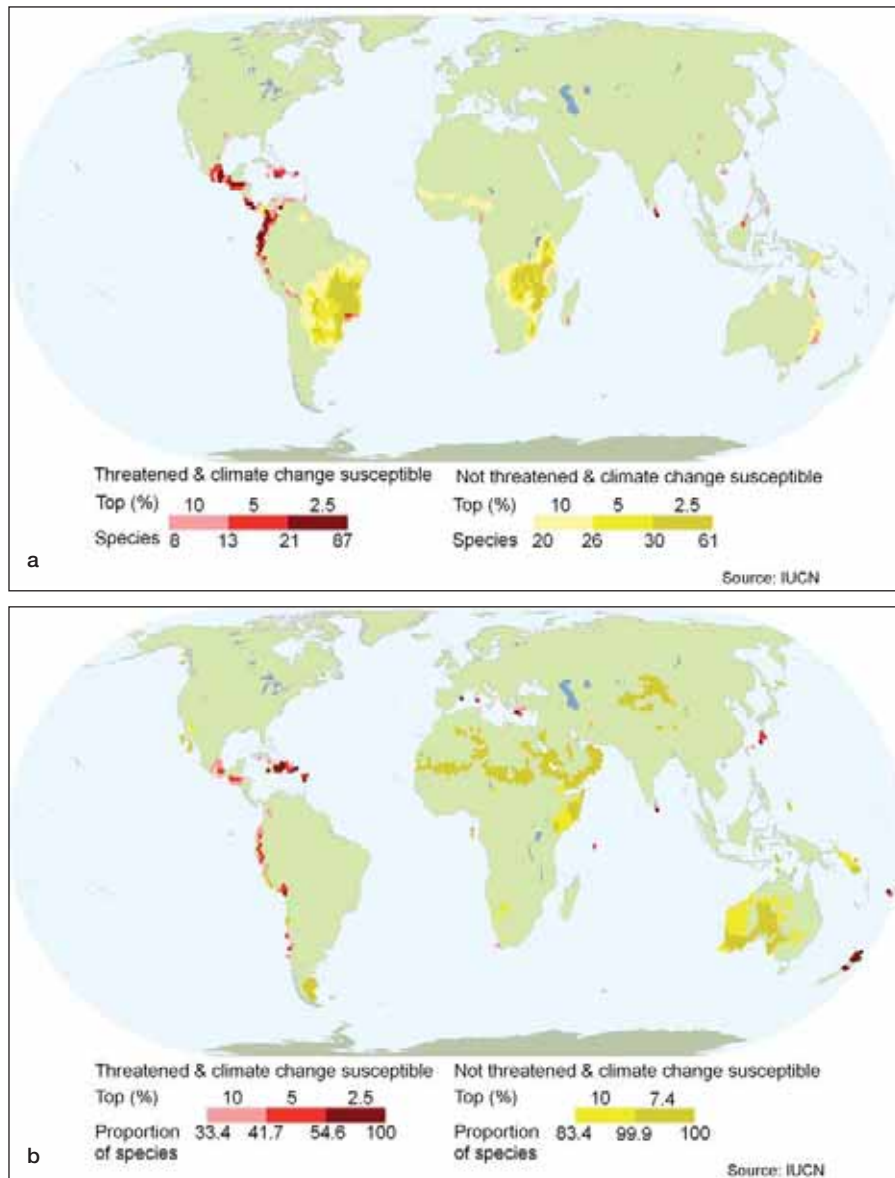 Threatened & climate change susceptible
Top (%) 10 5 2.5
Species 8 13 21 87
Not threatened & climate change susceptible
Top (%) 10 5 2.5
Species 20 26 30 61
a
Source: IUCN
Threatened & climate change susceptible
Top (%) 10 5 2.5
Proportion 33.4 41.7 54.6 100
of species
Not threatened & climate change susceptible
Top (%) 10 7.4
Proportion 83.4 99.9 100
of species
b
Source: IUCN